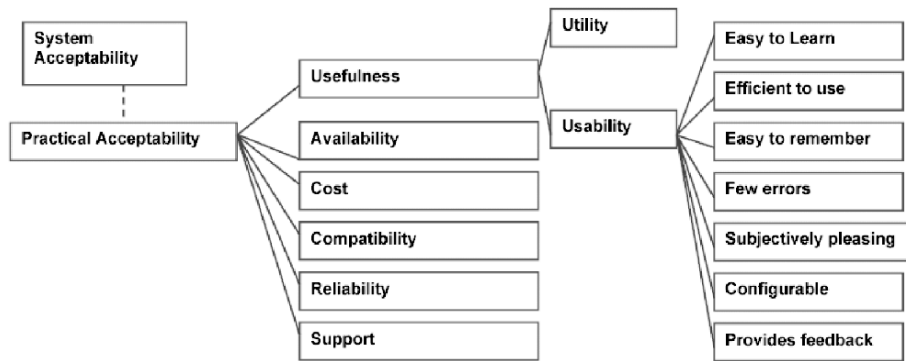 System
Acceptability
Practical Acceptability
Usefulness
Availability
Cost
Compatibility
Reliability
Support
Utility
Usability
Easy to Learn
Efficient to use
Easy to remember
Few errors
Subjectively pleasing
Configurable
Provides feedback